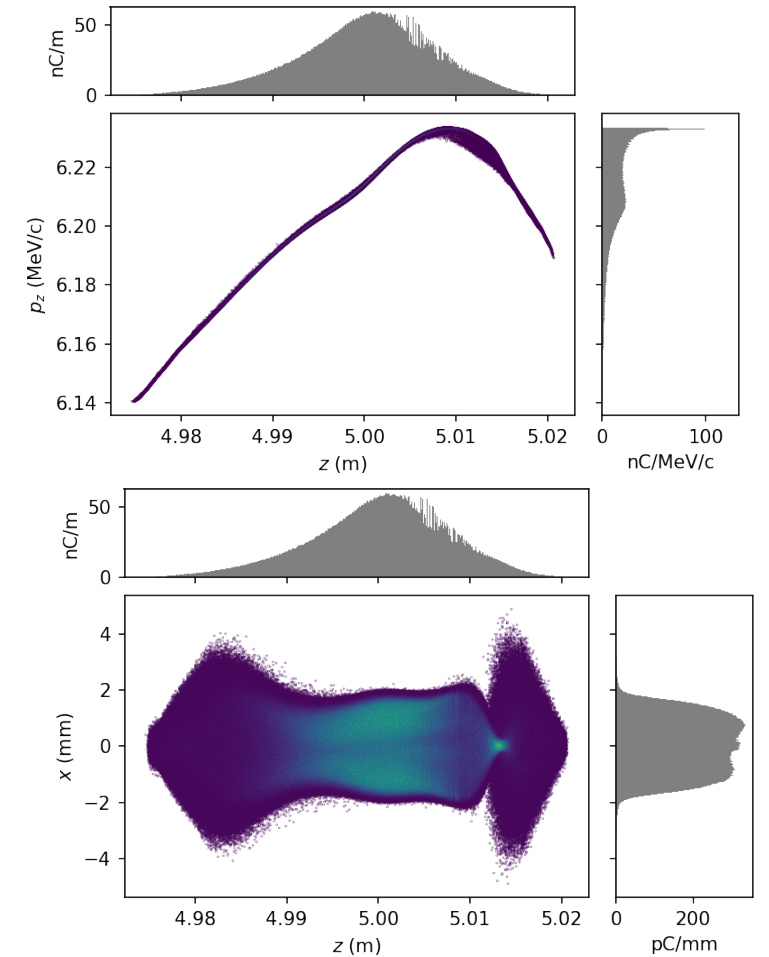 50
nC/m
0
6.22
6.20
p_z (MeV/c)
6.18
6.16
6.14
4.98 4.99 5.00 5.01 5.02
z (m)
0 100
nC/MeV/c
50
nC/m
0
4
2
x (mm)
0
−2
−4
4.98 4.99 5.00 5.01 5.02
z (m)
0 200
pC/mm